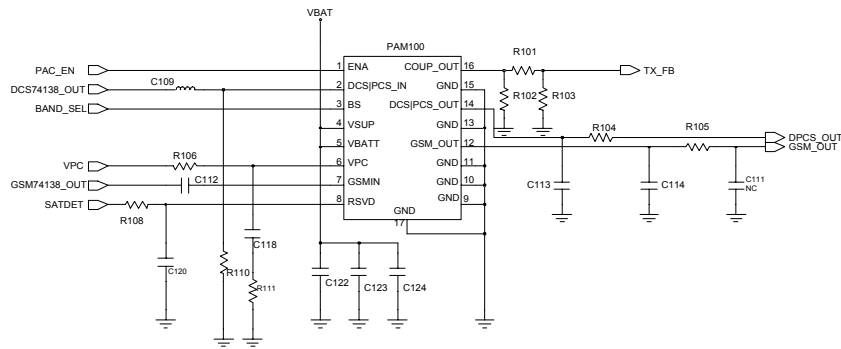 VBAT
PAM100
PAC_EN
1 ENA
COUP_OUT 16
R101
TX_FB
DCS74138_OUT
C109
2 DCS|PCS_IN
GND 15
R102
R103
BAND_SEL
3 BS
DCS|PCS_OUT 14
4 VSUP
GND 13
R104
DPCS_OUT
5 VBATT
GSM_OUT 12
R105
GSM_OUT
VPC
R106
6 VPC
GND 11
GSM74138_OUT
C112
7 GSMIN
GND 10
C113
C114
C111
NC
SATDET
R108
8 RSVD
GND 9
GND
17
C118
C120
R110
R111
C122
C123
C124